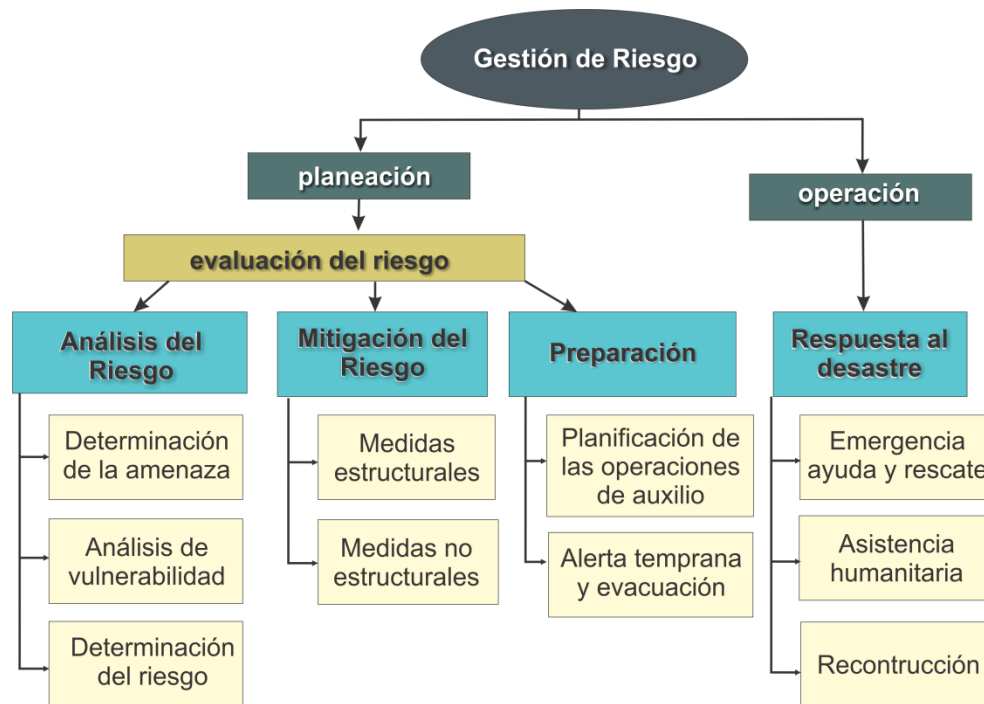 Gestión de Riesgo
planeación
operación
evaluación del riesgo
Análisis del
Riesgo
Mitigación del
Riesgo
Preparación
Respuesta al
desastre
Determinación
de la amenaza
Análisis de
vulnerabilidad
Determinación
del riesgo
Medidas
estructurales
Medidas no
estructurales
Planificación de
las operaciones
de auxilio
Alerta temprana
y evacuación
Emergencia
ayuda y rescate
Asistencia
humanitaria
Recontrucción